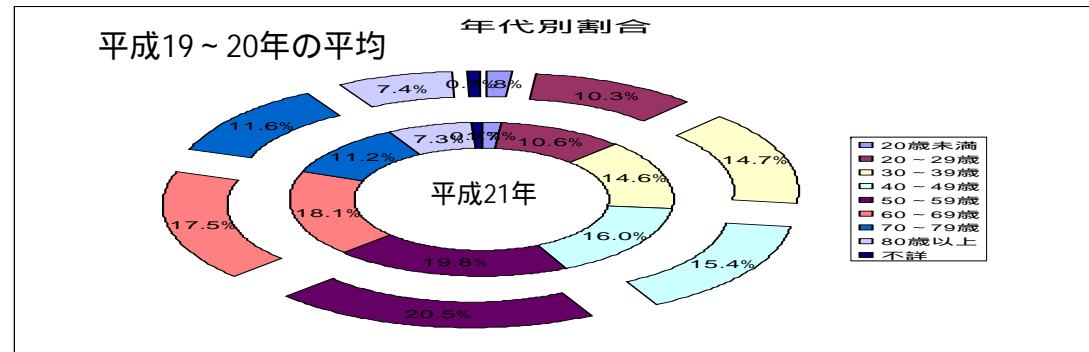 年代別割合
平成19～20年の平均
7.4%
10.3%
11.6%
14.7%
17.5%
15.4%
20.5%
平成21年
7.3%
10.6%
11.2%
14.6%
18.1%
16.0%
19.8%
20歳未満
20～29歳
30～39歳
40～49歳
50～59歳
60～69歳
70～79歳
80歳以上
不詳